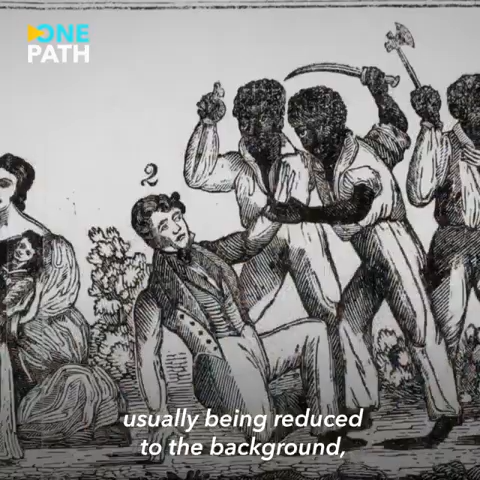 ONE
PATH
2
usually being reduced
to the background,